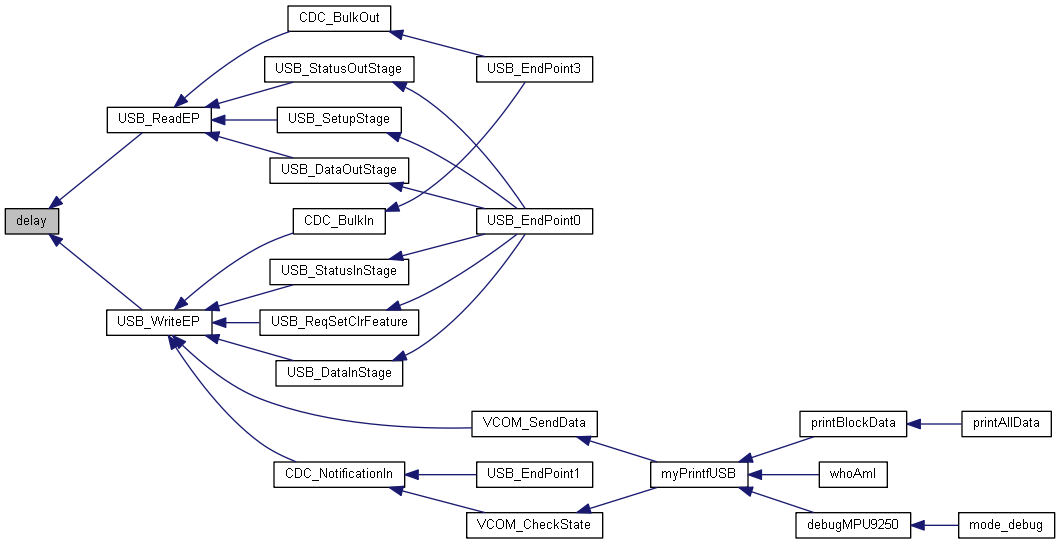 CDC_BulkOut
USB_StatusOutStage
USB_EndPoint3
USB_ReadEP
USB_SetupStage
USB_DataOutStage
delay
CDC_BulkIn
USB_EndPoint0
USB_StatusInStage
USB_WriteEP
USB_ReqSetClrFeature
USB_DataInStage
VCOM_SendData
printBlockData
printAllData
CDC_NotificationIn
USB_EndPoint1
myPrintfUSB
whoAmI
VCOM_CheckState
debugMPU9250
mode_debug